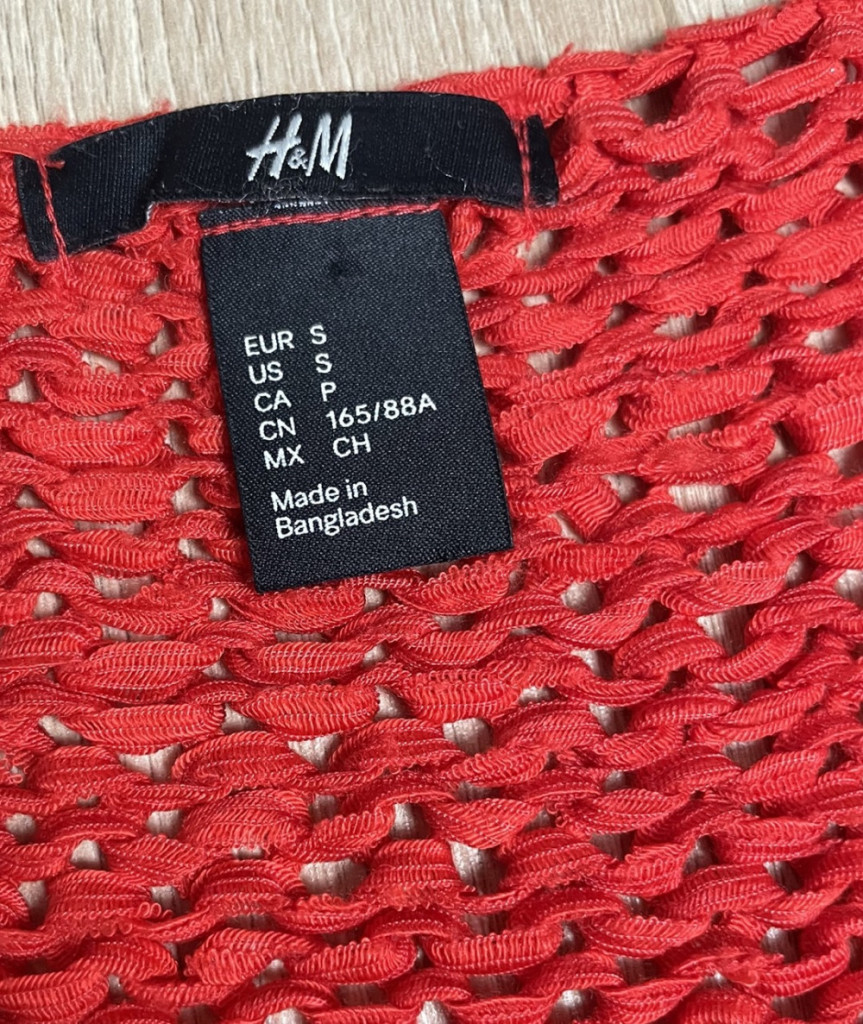 H&M
EUR S
US S
CA P
CN 165/88A
MX CH
Made in
Bangladesh